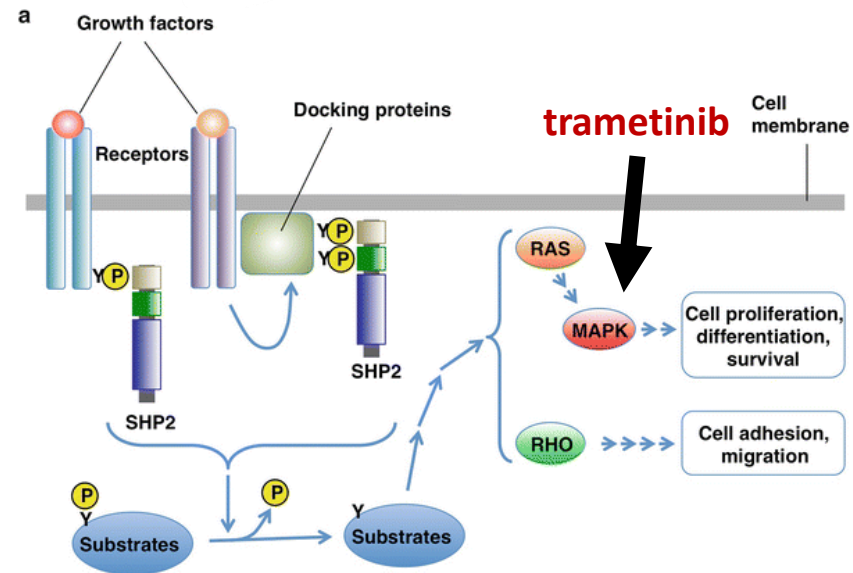 a
Growth factors
Docking proteins
trametinib
Cell
membrane
Receptors
Y P
Y P
Y P
RAS
MAPK
Cell proliferation,
differentiation,
survival
SHP2
SHP2
RHO
Cell adhesion,
migration
P
Y
Substrates
P
Y
Substrates